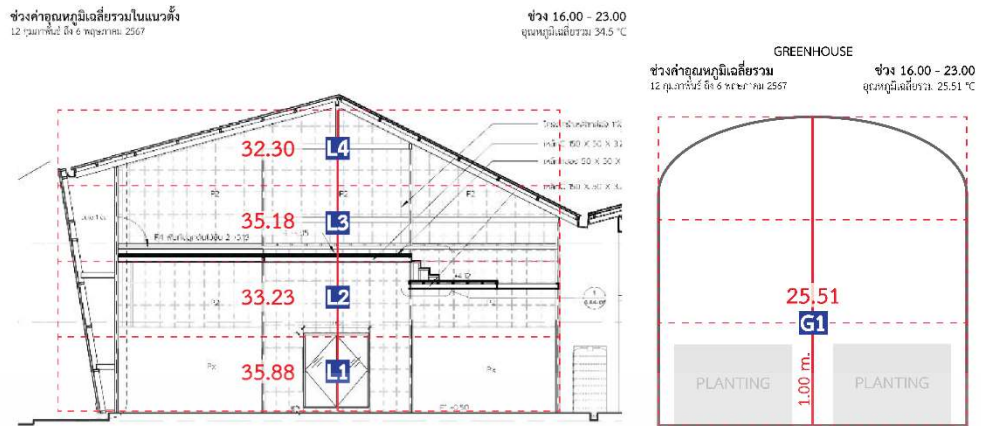 ช่วงค่าอุณหภูมิเฉลี่ยรวมในแนวตั้ง
12 กุมภาพันธ์ ถึง 6 พฤษภาคม 2567
ช่วง 16.00 - 23.00
อุณหภูมิเฉลี่ยรวม 34.5 °C
32.30 L4
35.18 L3
33.23 L2
35.88 L1
P2
P2
GREENHOUSE
ช่วงค่าอุณหภูมิเฉลี่ยรวม
12 กุมภาพันธ์ ถึง 6 พฤษภาคม 2567
ช่วง 16.00 - 23.00
อุณหภูมิเฉลี่ยรวม 25.51 °C
25.51
G1
1.00 m.
PLANTING
PLANTING